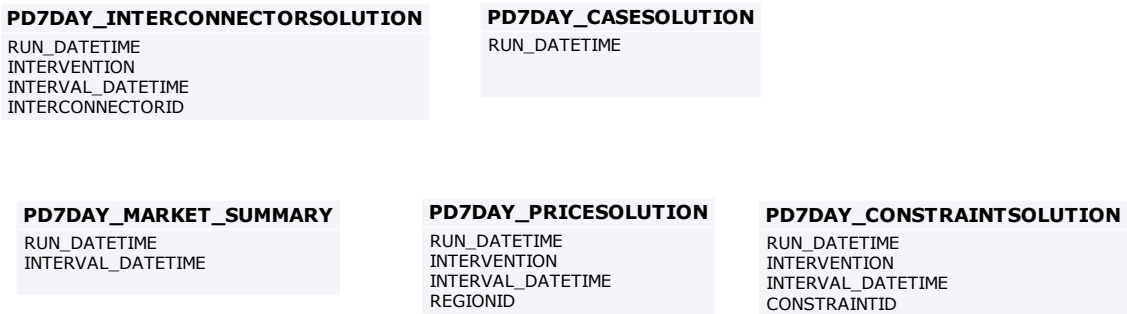 PD7DAY_INTERCONNECTORSOLUTION
RUN_DATETIME
INTERVENTION
INTERVAL_DATETIME
INTERCONNECTORID
PD7DAY_CASESOLUTION
RUN_DATETIME
PD7DAY_MARKET_SUMMARY
RUN_DATETIME
INTERVAL_DATETIME
PD7DAY_PRICESOLUTION
RUN_DATETIME
INTERVENTION
INTERVAL_DATETIME
REGIONID
PD7DAY_CONSTRAINTSOLUTION
RUN_DATETIME
INTERVENTION
INTERVAL_DATETIME
CONSTRAINTID